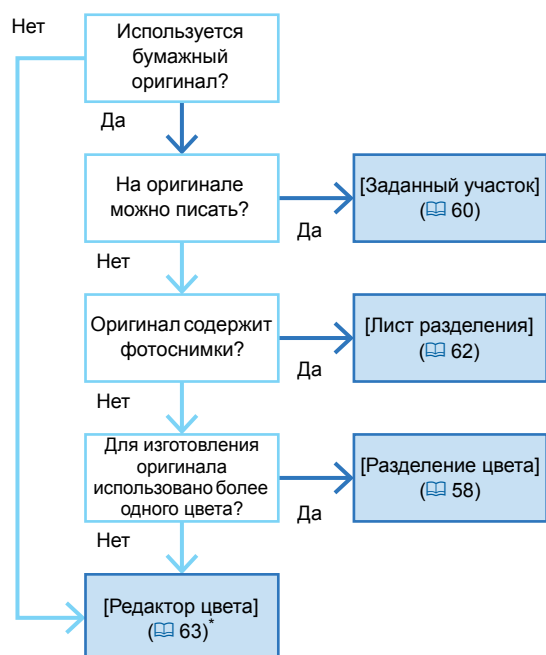 Нет
Используется
бумажный
оригинал?
Да
На оригинале
можно писать?
Да
[Заданный участок]
(🕮 60)
Нет
Оригинал содержит
фотоснимки?
Да
[Лист разделения]
(🕮 62)
Нет
Для изготовления
оригинала
использовано более
одного цвета?
Да
[Разделение цвета]
(🕮 58)
Нет
[Редактор цвета]
(🕮 63)*